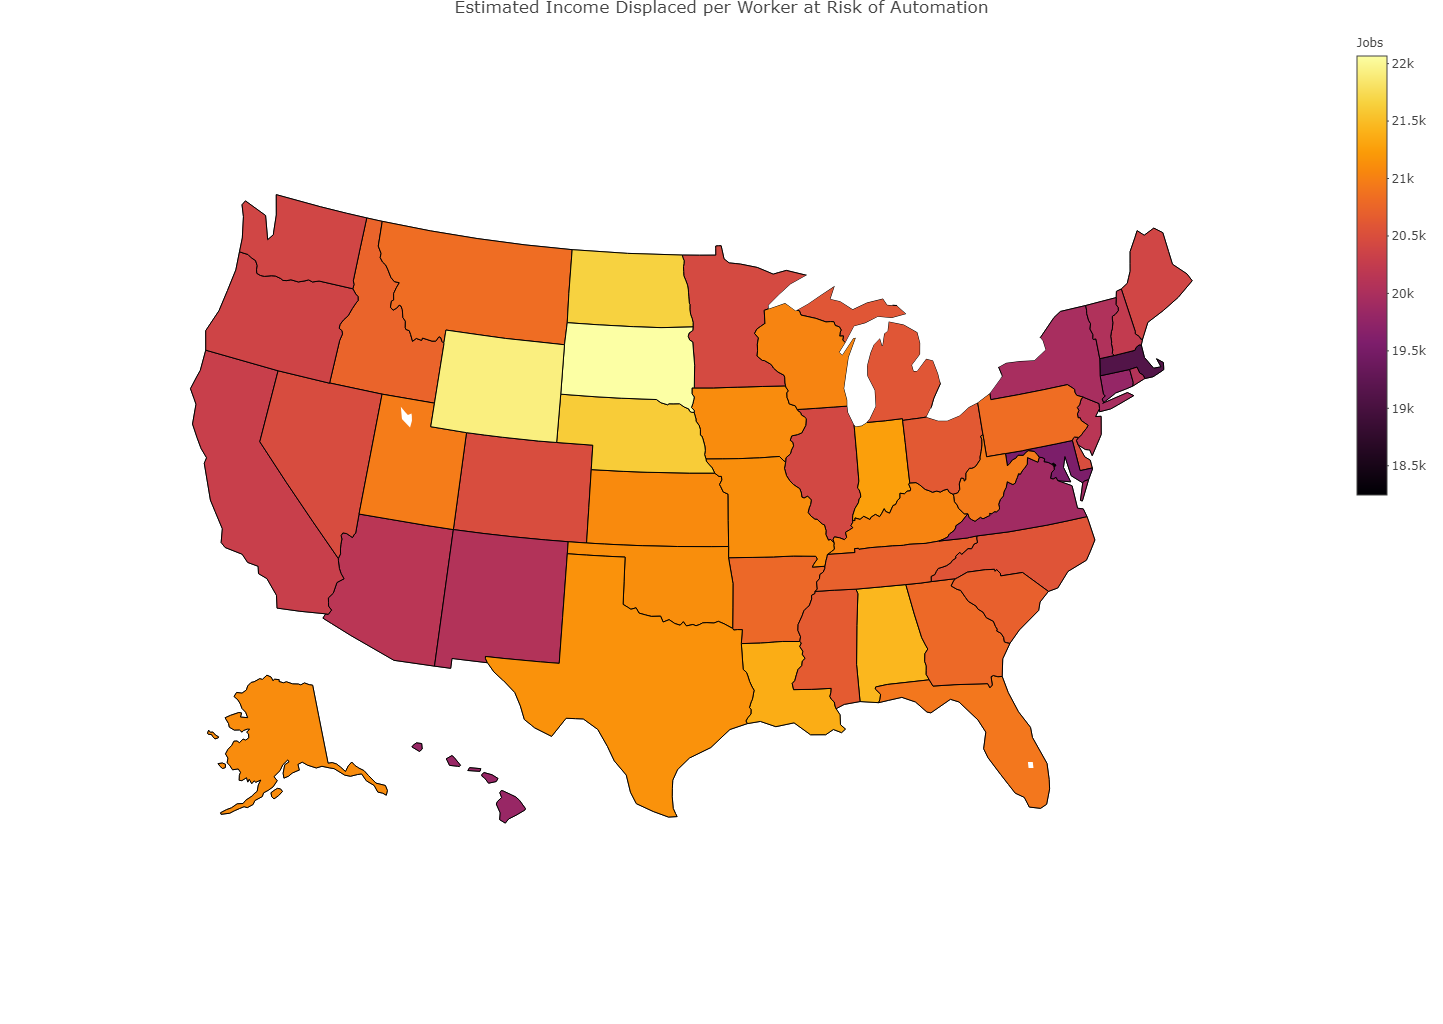 Estimated Income Displaced per Worker at Risk of Automation
Jobs
22k
21.5k
21k
20.5k
20k
19.5k
19k
18.5k